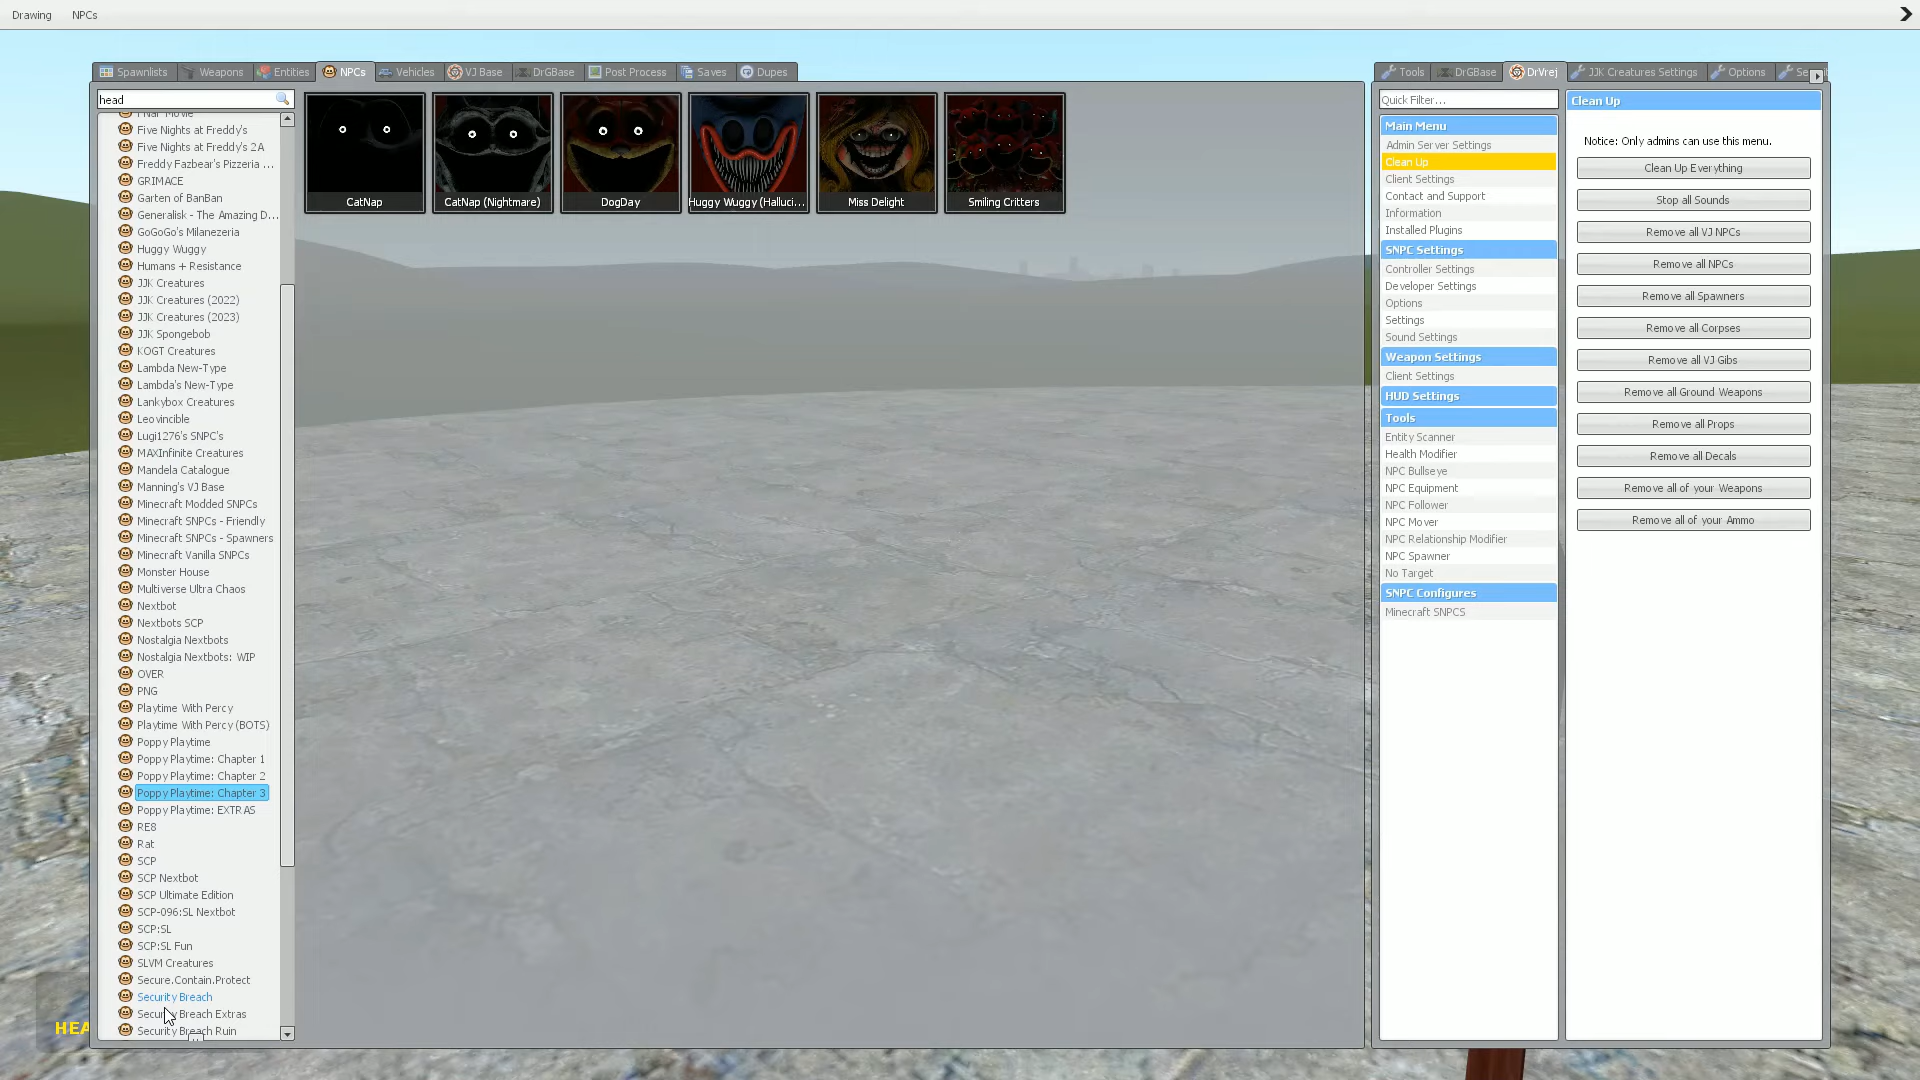 Drawing NPCs
Spawnlists Weapons Entities NPCs Vehicles VJ Base DrGBase Post Process Saves Dupes
head
FNaF Movie
Five Nights at Freddy's
Five Nights at Freddy's 2A
Freddy Fazbear's Pizzeria ...
GRIMACE
Garten of BanBan
Generalisk - The Amazing D...
GoGoGo's Milanezeria
Huggy Wuggy
Humans + Resistance
JJK Creatures
JJK Creatures (2022)
JJK Creatures (2023)
JJK Spongebob
KOGT Creatures
Lambda New-Type
Lambda's New-Type
Lankybox Creatures
Leovincible
Lugi1276's SNPC's
MAXInfinite Creatures
Mandela Catalogue
Manning's VJ Base
Minecraft Modded SNPCs
Minecraft SNPCs - Friendly
Minecraft SNPCs - Spawners
Minecraft Vanilla SNPCs
Monster House
Multiverse Ultra Chaos
Nextbot
Nextbots SCP
Nostalgia Nextbots
Nostalgia Nextbots: WIP
OVER
PNG
Playtime With Percy
Playtime With Percy (BOTS)
Poppy Playtime
Poppy Playtime: Chapter 1
Poppy Playtime: Chapter 2
Poppy Playtime: Chapter 3
Poppy Playtime: EXTRAS
RE8
Rat
SCP
SCP Nextbot
SCP Ultimate Edition
SCP-096:SL Nextbot
SCP:SL
SCP:SL Fun
SLVM Creatures
Secure.Contain.Protect
Security Breach
Security Breach Extras
Security Breach Ruin
CatNap CatNap (Nightmare) DogDay Huggy Wuggy (Halluci... Miss Delight Smiling Critters
Tools DrGBase DrVrej JJK Creatures Settings Options
Quick Filter...
Main Menu
Admin Server Settings
Clean Up
Client Settings
Contact and Support
Information
Installed Plugins
SNPC Settings
Controller Settings
Developer Settings
Options
Settings
Sound Settings
Weapon Settings
Client Settings
HUD Settings
Tools
Entity Scanner
Health Modifier
NPC Bullseye
NPC Equipment
NPC Follower
NPC Mover
NPC Relationship Modifier
NPC Spawner
No Target
SNPC Configures
Minecraft SNPCS
Clean Up
Notice: Only admins can use this menu.
Clean Up Everything
Stop all Sounds
Remove all VJ NPCs
Remove all NPCs
Remove all Spawners
Remove all Corpses
Remove all VJ Gibs
Remove all Ground Weapons
Remove all Props
Remove all Decals
Remove all of your Weapons
Remove all of your Ammo